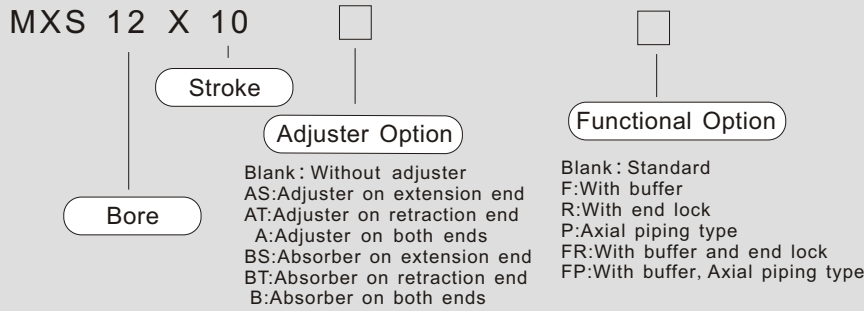 MXS 12 X 10 □ □
Stroke
Adjuster Option
Functional Option
Bore
Blank: Without adjuster
AS:Adjuster on extension end
AT:Adjuster on retraction end
A:Adjuster on both ends
BS:Absorber on extension end
BT:Absorber on retraction end
B:Absorber on both ends
Blank: Standard
F:With buffer
R:With end lock
P:Axial piping type
FR:With buffer and end lock
FP:With buffer, Axial piping type